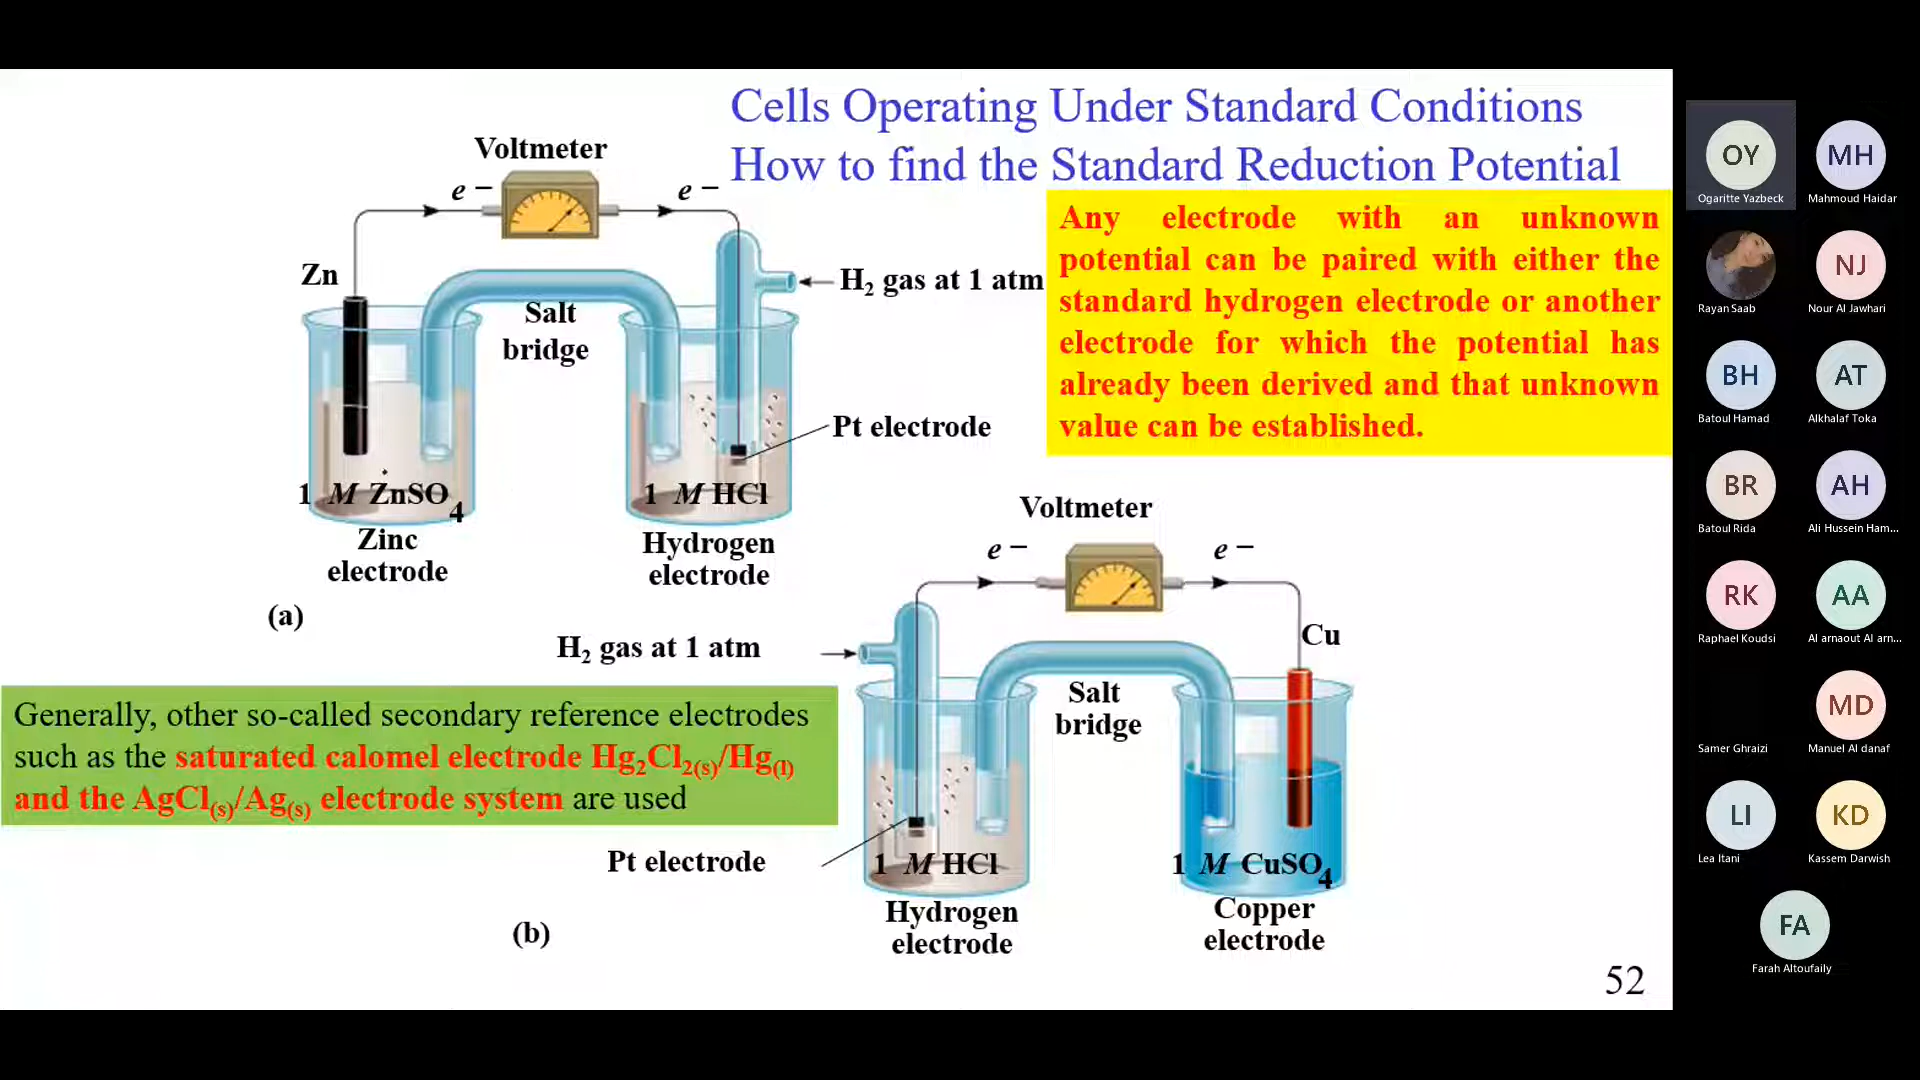 Cells Operating Under Standard Conditions
How to find the Standard Reduction Potential
Voltmeter
e − e −
Zn
H2 gas at 1 atm
Salt
bridge
Pt electrode
1 M ZnSO4
1 M HCl
Zinc
electrode
Hydrogen
electrode
(a)
Any electrode with an unknown
potential can be paired with either the
standard hydrogen electrode or another
electrode for which the potential has
already been derived and that unknown
value can be established.
Voltmeter
e − e −
Cu
H2 gas at 1 atm
Salt
bridge
Generally, other so-called secondary reference electrodes
such as the saturated calomel electrode Hg2Cl2(s)/Hg(l)
and the AgCl(s)/Ag(s) electrode system are used
Pt electrode
1 M HCl
1 M CuSO4
Hydrogen
electrode
Copper
electrode
(b)
52
OY
Ogaritte Yazbeck
MH
Mahmoud Haidar
Rayan Saab
NJ
Nour Al Jawhari
BH
Batoul Hamad
AT
Alkhalaf Toka
BR
Batoul Rida
AH
Ali Hussein Ham...
RK
Raphael Koudsi
AA
Al arnaout Al arn...
Samer Ghraizi
MD
Manuel Al danaf
LI
Lea Itani
KD
Kassem Darwish
FA
Farah Altoufaily